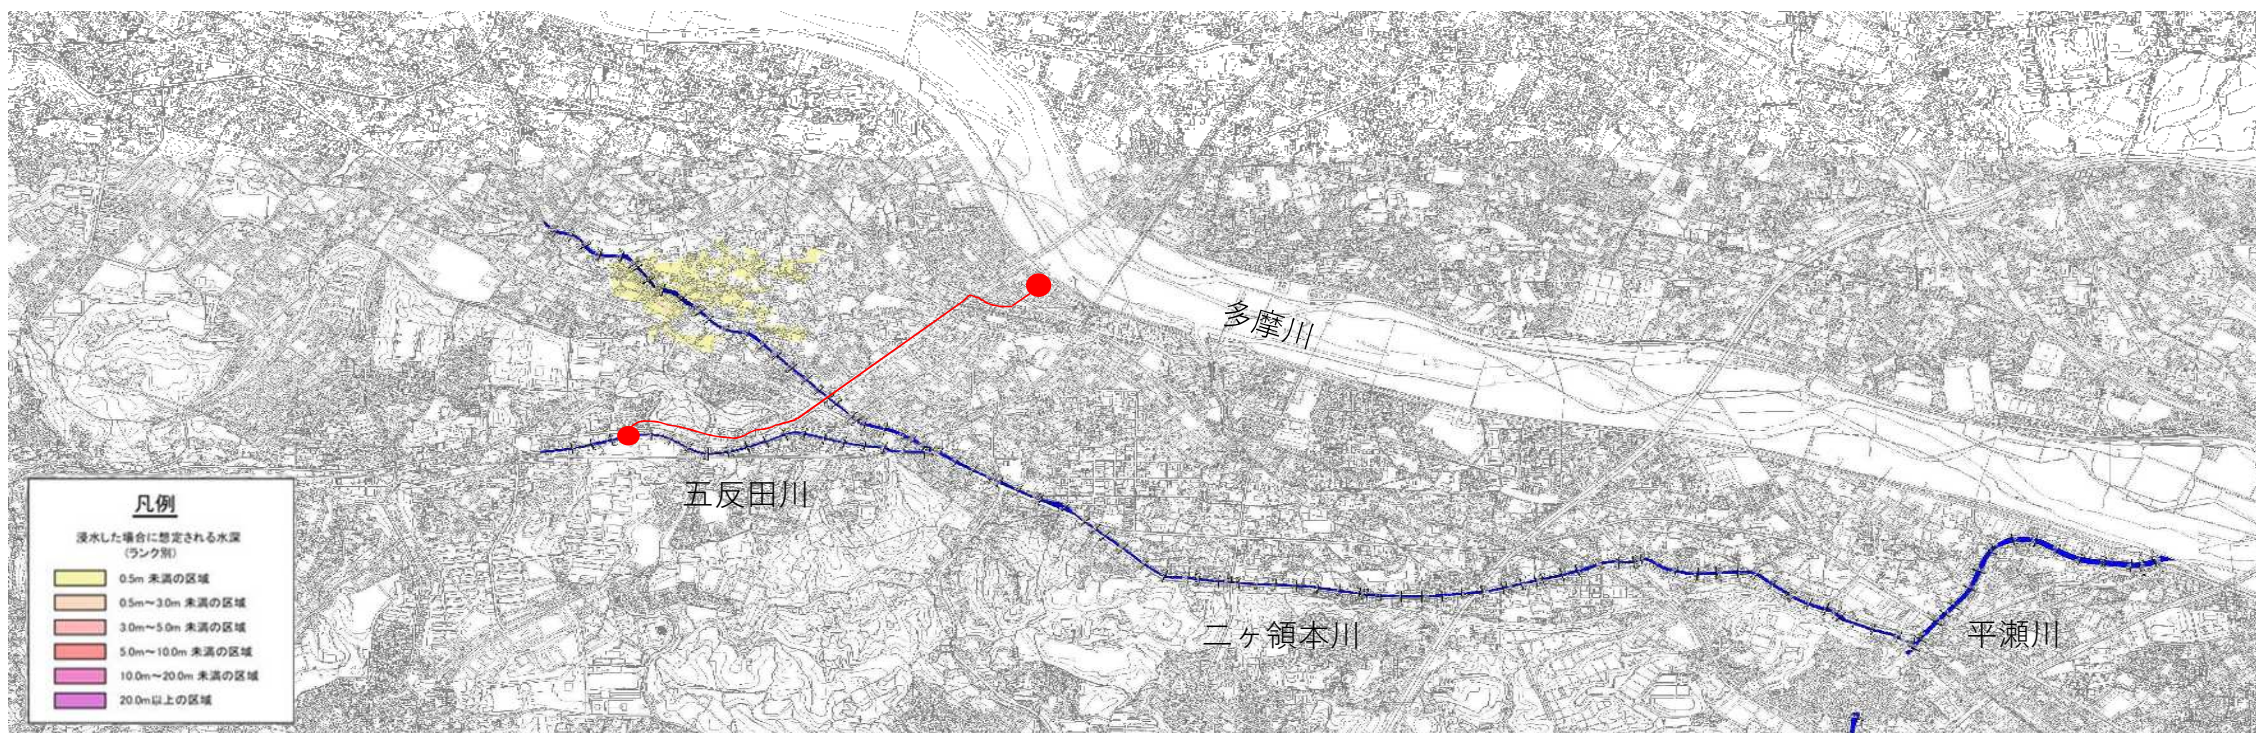 多摩川
五反田川
二ヶ領本川
平瀬川
凡例
浸水した場合に想定される水深
(ランク別)
0.5m 未満の区域
0.5m～3.0m 未満の区域
3.0m～5.0m 未満の区域
5.0m～10.0m 未満の区域
10.0m～20.0m 未満の区域
20.0m以上の区域